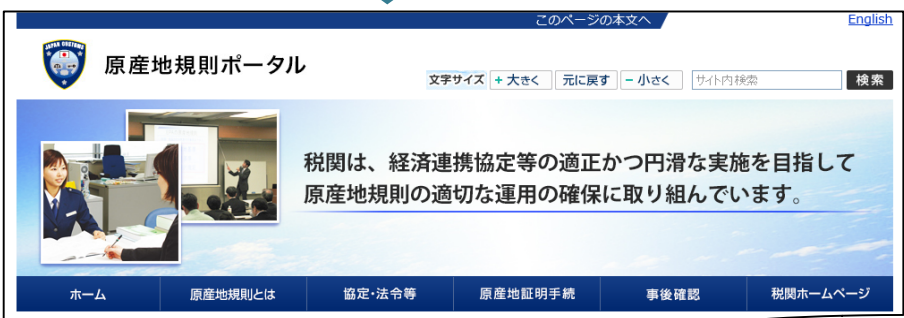 このページの本文へ
English
JAPAN CUSTOMS
原産地規則ポータル
文字サイズ + 大きく 元に戻す - 小さく サイト内検索 検索
税関は、経済連携協定等の適正かつ円滑な実施を目指して
原産地規則の適切な運用の確保に取り組んでいます。
ホーム 原産地規則とは 協定・法令等 原産地証明手続 事後確認 税関ホームページ